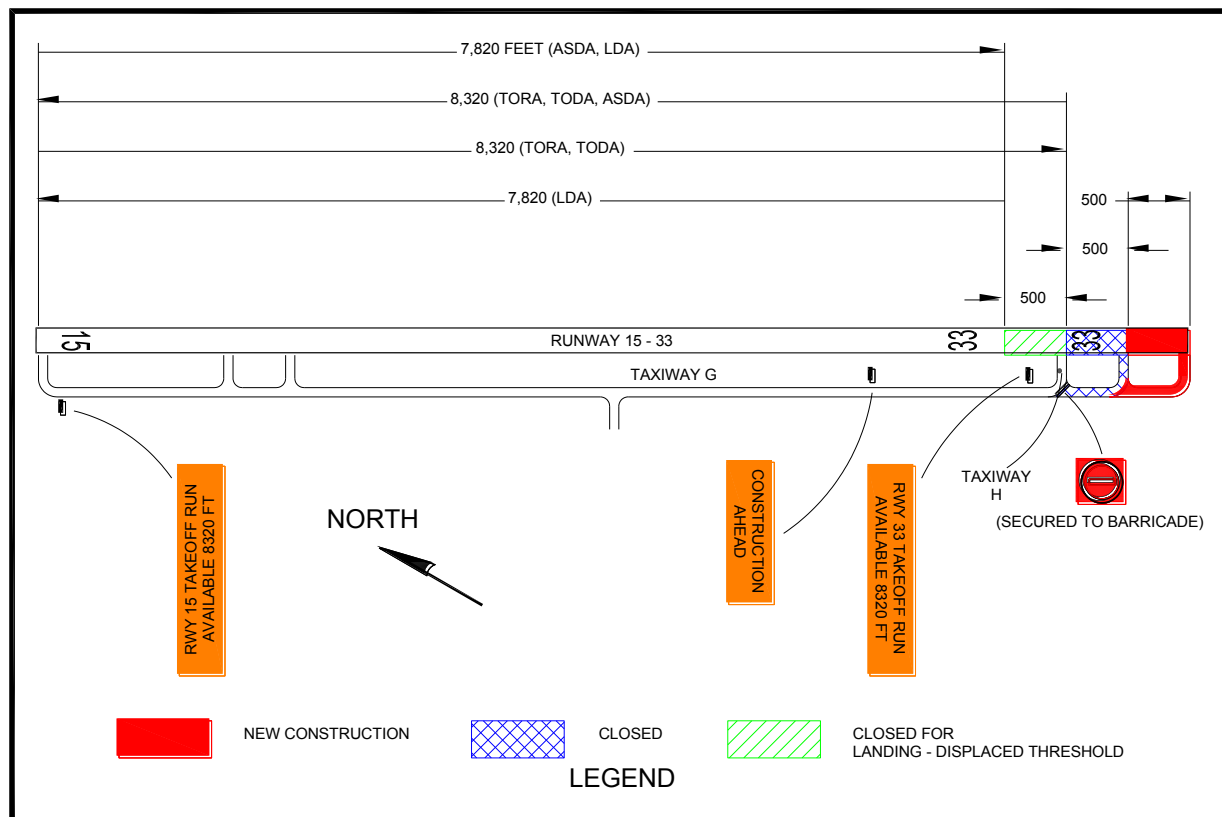 7,820 FEET (ASDA, LDA)
8,320 (TORA, TODA, ASDA)
8,320 (TORA, TODA)
7,820 (LDA)
500
500
500
15
RUNWAY 15 - 33
33
33
TAXIWAY G
RWY 15 TAKEOFF RUN
AVAILABLE 8320 FT
NORTH
CONSTRUCTION
AHEAD
RWY 33 TAKEOFF RUN
AVAILABLE 8320 FT
TAXIWAY
H
(SECURED TO BARRICADE)
NEW CONSTRUCTION
CLOSED
CLOSED FOR
LANDING - DISPLACED THRESHOLD
LEGEND